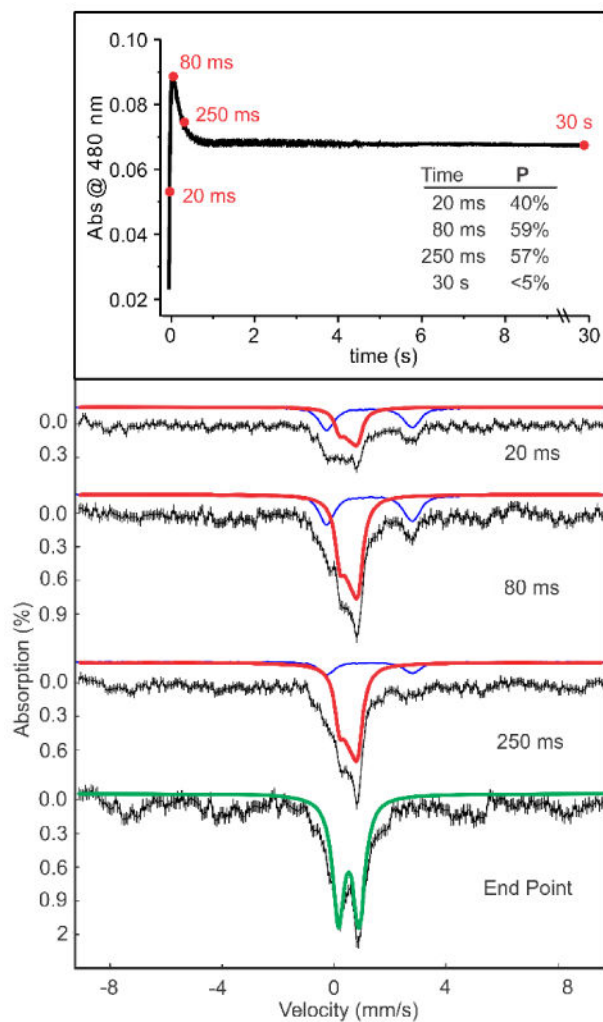 0.10
80 ms
0.08
250 ms
30 s
0.06
20 ms
0.04
0.02
Abs @ 480 nm
Time P
20 ms 40%
80 ms 59%
250 ms 57%
30 s <5%
0 2 4 6 8 30
time (s)
0.0
0.3
20 ms
0.0
0.3
0.6
0.9
80 ms
0.0
0.3
0.6
250 ms
0.0
0.3
0.6
0.9
2
End Point
Absorption (%)
-8 -4 0 4 8
Velocity (mm/s)